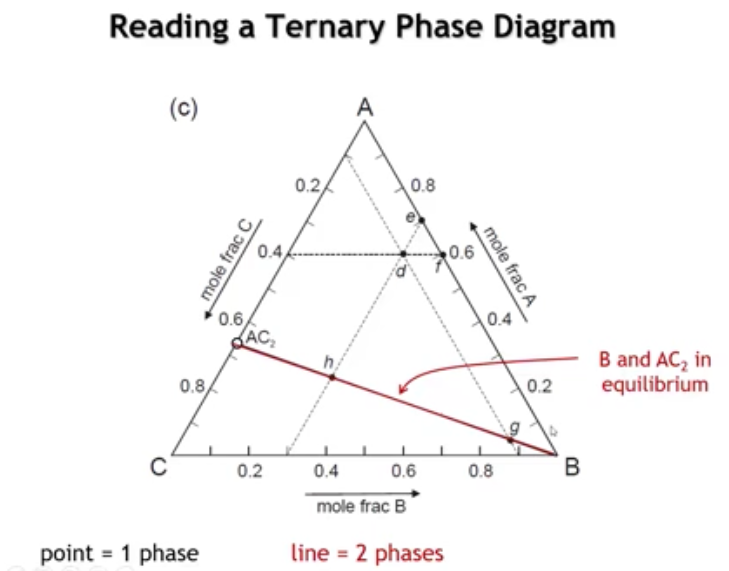 Reading a Ternary Phase Diagram
(c)
A
0.2
0.8
e
mole frac C
mole frac A
0.4
0.6
d
f
0.6
0.4
AC₂
h
B and AC₂ in
equilibrium
0.8
0.2
g
C
B
0.2
0.4
0.6
0.8
mole frac B
point = 1 phase
line = 2 phases